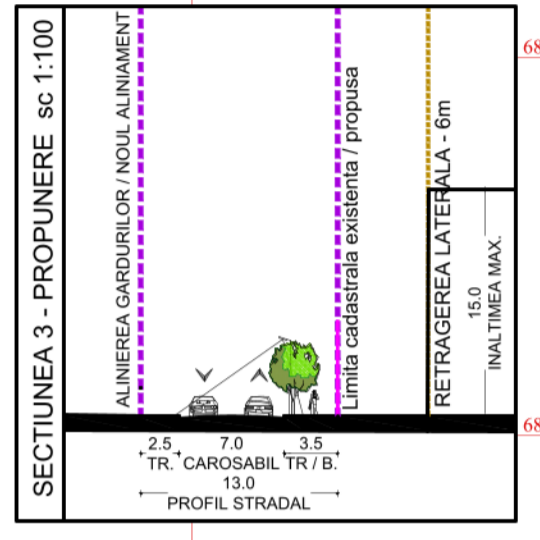 SECTIUNEA 3 - PROPUNERE sc 1:100
ALINIEREA GARDURILOR / NOUL ALINIAMENT
Limita cadastrala existenta / propusa
RETRAGEREA LATERALA - 6m
15.0
INALTIMEA MAX.
2.5 7.0 3.5
TR. CAROSABIL TR / B.
13.0
PROFIL STRADAL
68
68